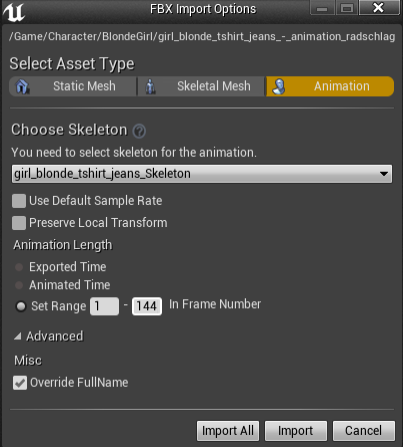 FBX Import Options
/Game/Character/BlondeGirl/girl_blonde_tshirt_jeans_-_animation_radschlag
Select Asset Type
Static Mesh Skeletal Mesh Animation
Choose Skeleton ?
You need to select skeleton for the animation.
girl_blonde_tshirt_jeans_Skeleton
Use Default Sample Rate
Preserve Local Transform
Animation Length
Exported Time
Animated Time
Set Range 1 - 144 In Frame Number
Advanced
Misc
Override FullName
Import All Import Cancel